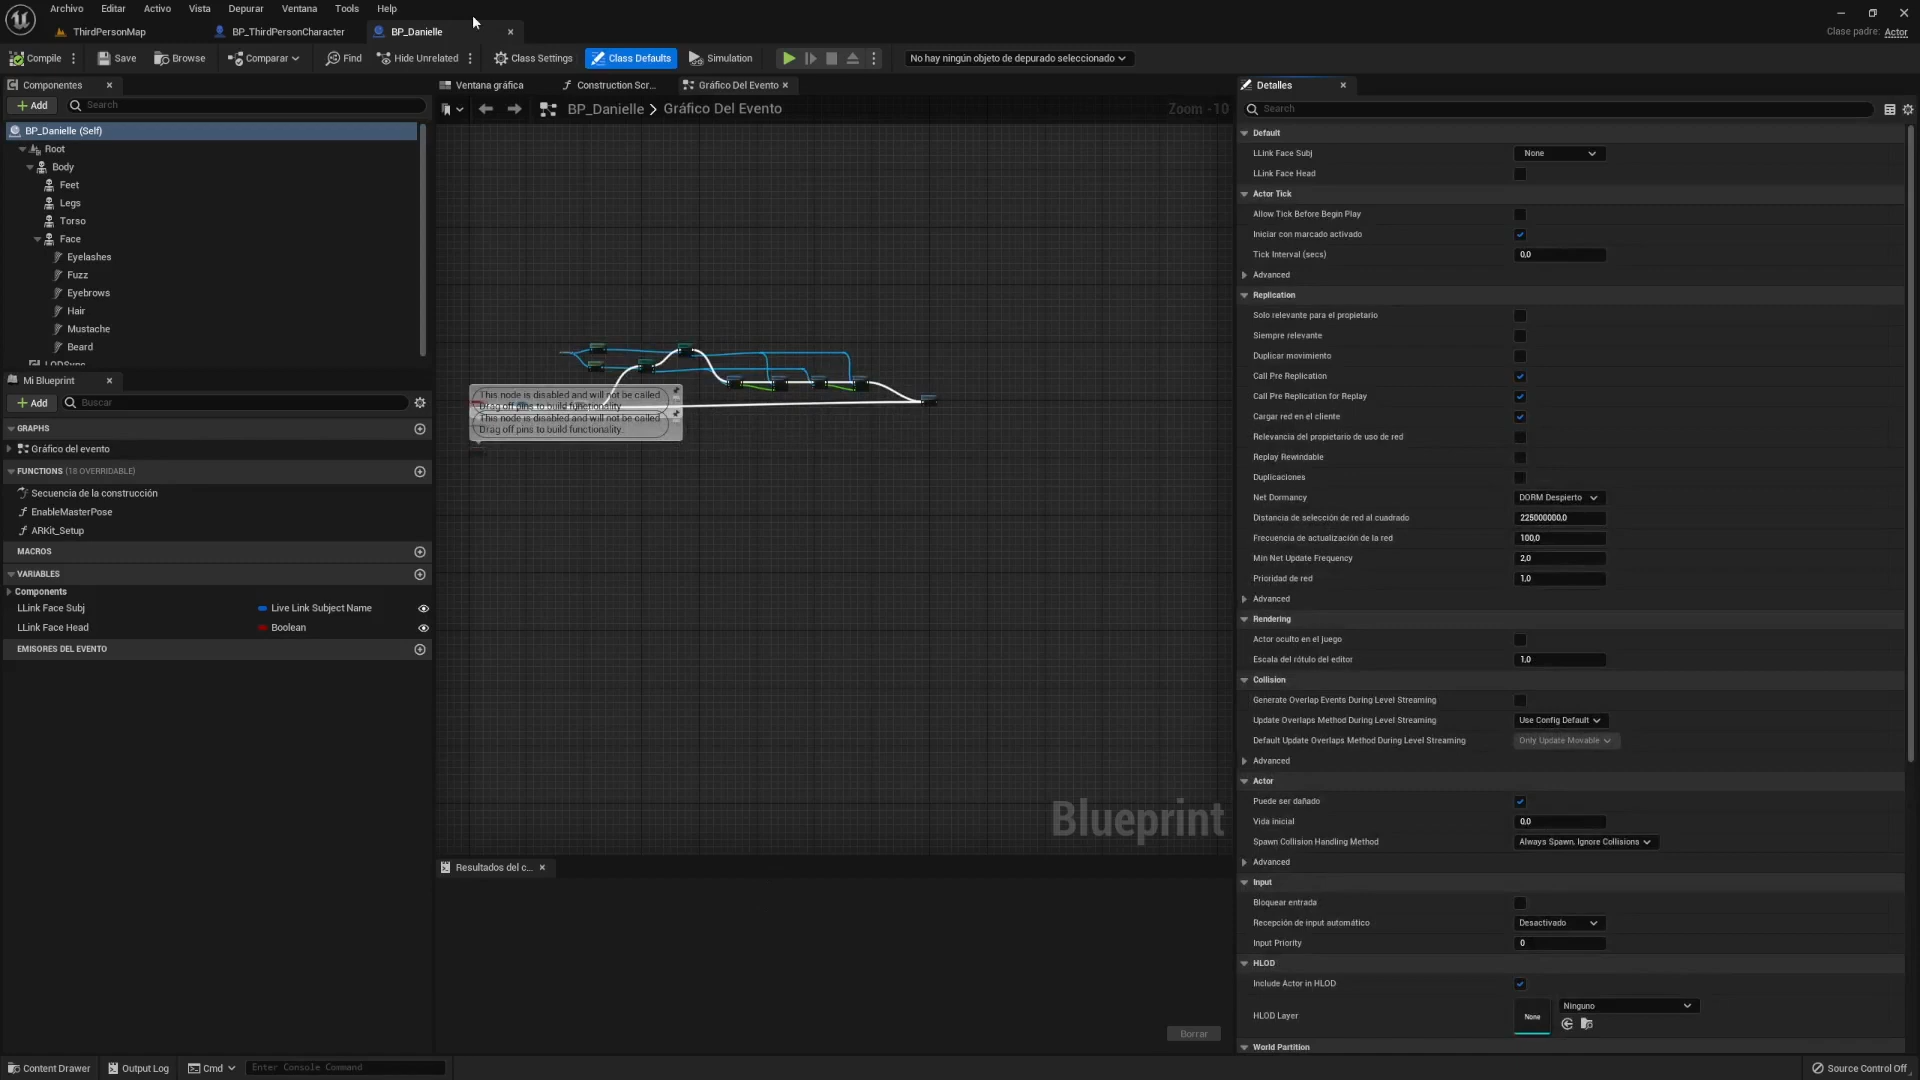 Archivo Editar Activo Vista Depurar Ventana Tools Help
ThirdPersonMap BP_ThirdPersonCharacter BP_Danielle
Clase padre: Actor
Compile Save Browse Comparar Find Hide Unrelated Class Settings Class Defaults Simulation No hay ningún objeto de depurado seleccionado
Componentes
Add Search
BP_Danielle (Self)
Root
Body
Feet
Legs
Torso
Face
Eyelashes
Fuzz
Eyebrows
Hair
Mustache
Beard
LODSync
Mi Blueprint
Add Buscar
GRAPHS
Gráfico del evento
FUNCTIONS (18 OVERRIDABLE)
Secuencia de la construcción
EnableMasterPose
ARKit_Setup
MACROS
VARIABLES
Components
LLink Face Subj Live Link Subject Name
LLink Face Head Boolean
EMISORES DEL EVENTO
Ventana gráfica Construction Scr... Gráfico Del Evento
BP_Danielle > Gráfico Del Evento Zoom -10
This node is disabled and will not be called.
Drag off pins to build functionality.
This node is disabled and will not be called.
Drag off pins to build functionality.
Blueprint
Resultados del c...
Borrar
Detalles
Search
Default
LLink Face Subj None
LLink Face Head
Actor Tick
Allow Tick Before Begin Play
Iniciar con marcado activado
Tick Interval (secs) 0,0
Advanced
Replication
Solo relevante para el propietario
Siempre relevante
Duplicar movimiento
Call Pre Replication
Call Pre Replication for Replay
Cargar red en el cliente
Relevancia del propietario de uso de red
Replay Rewindable
Duplicaciones
Net Dormancy DORM Despierto
Distancia de selección de red al cuadrado 225000000,0
Frecuencia de actualización de la red 100,0
Min Net Update Frequency 2,0
Prioridad de red 1,0
Advanced
Rendering
Actor oculto en el juego
Escala del rótulo del editor 1,0
Collision
Generate Overlap Events During Level Streaming
Update Overlaps Method During Level Streaming Use Config Default
Default Update Overlaps Method During Level Streaming Only Update Movable
Advanced
Actor
Puede ser dañado
Vida inicial 0,0
Spawn Collision Handling Method Always Spawn, Ignore Collisions
Advanced
Input
Bloquear entrada
Recepción de input automático Desactivado
Input Priority 0
HLOD
Include Actor in HLOD
HLOD Layer None Ninguno
World Partition
Content Drawer Output Log Cmd Enter Console Command Source Control Off